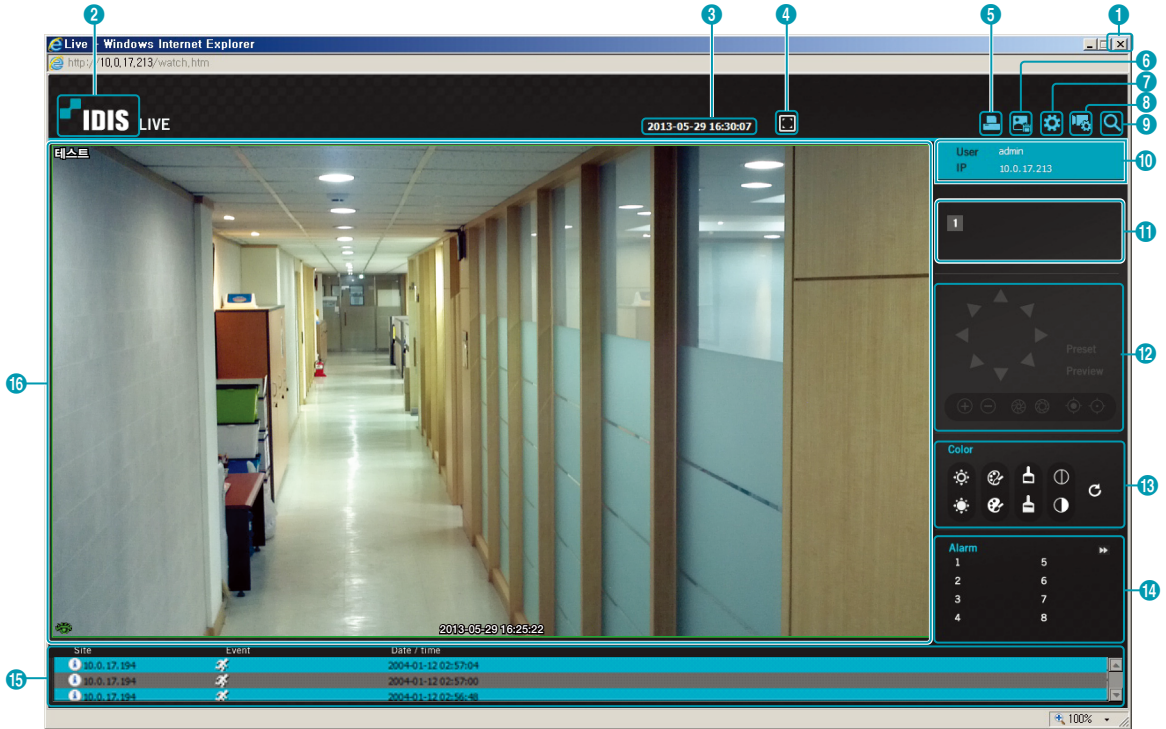 2
3
4
5
1
Live - Windows Internet Explorer
http://10,0,17,213/watch,htm
6
7
8
9
IDIS LIVE
2013-05-29 16:30:07
테스트
User admin
IP 10.0.17.213
10
1
11
Preset
Preview
12
16
Color
13
Alarm
1 5
2 6
3 7
4 8
14
2013-05-29 16:25:22
Site Event Date / time
10.0.17.194 2004-01-12 02:57:04
10.0.17.194 2004-01-12 02:57:00
10.0.17.194 2004-01-12 02:56:48
15
100%